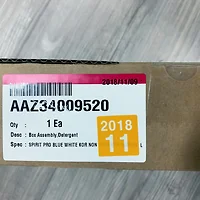 2018/11/09
AAZ34009520
Qty : 1 Ea
Desc : Box Assembly,Detergent
Spec : SPIRIT PRO BLUE WHITE KOR NON
L
2018
11